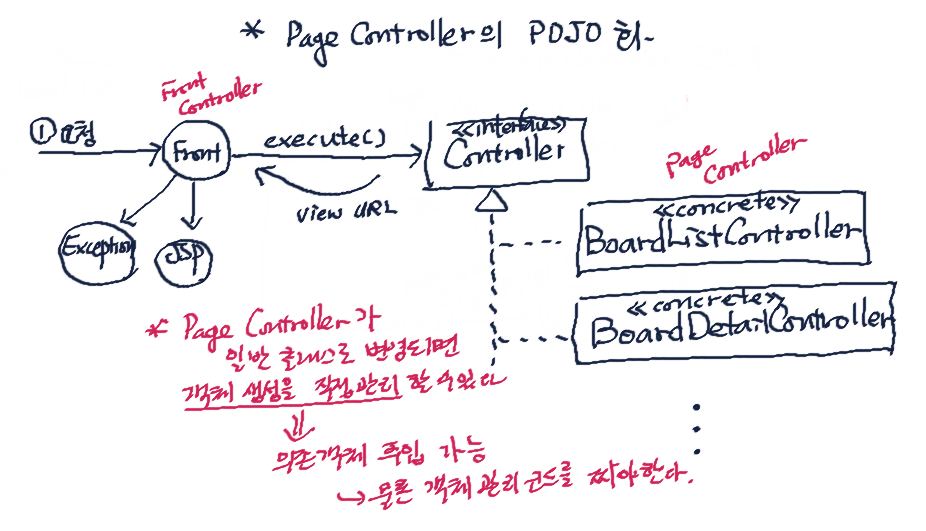 * Page Controller의 POJO 화.
Front
Controller
① 요청
Front
execute()
View URL
<<interface>>
Controller
Exception
JSP
Page
Controller
<<concrete>>
BoardListController
<<concrete>>
BoardDetailController
* Page Controller가
일반 클래스로 변경되면
객체 생성을 직접 관리 할 수 있다
⇓
의존객체 주입 가능
↳ 물론 객체 관리 코드를 짜야한다.